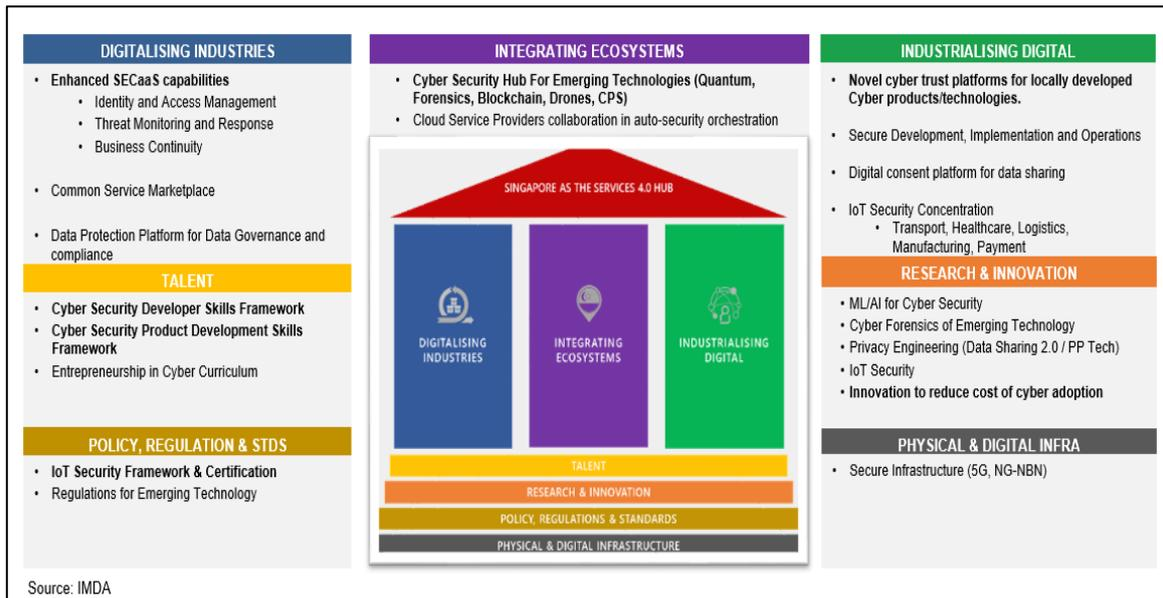 DIGITALISING INDUSTRIES
• Enhanced SECaaS capabilities
• Identity and Access Management
• Threat Monitoring and Response
• Business Continuity
• Common Service Marketplace
• Data Protection Platform for Data Governance and
compliance
TALENT
• Cyber Security Developer Skills Framework
• Cyber Security Product Development Skills
Framework
• Entrepreneurship in Cyber Curriculum
POLICY, REGULATION & STDS
• IoT Security Framework & Certification
• Regulations for Emerging Technology
INTEGRATING ECOSYSTEMS
• Cyber Security Hub For Emerging Technologies (Quantum,
Forensics, Blockchain, Drones, CPS)
• Cloud Service Providers collaboration in auto-security orchestration
SINGAPORE AS THE SERVICES 4.0 HUB
DIGITALISING
INDUSTRIES
INTEGRATING
ECOSYSTEMS
INDUSTRIALISING
DIGITAL
TALENT
RESEARCH & INNOVATION
POLICY, REGULATIONS & STANDARDS
PHYSICAL & DIGITAL INFRASTRUCTURE
INDUSTRIALISING DIGITAL
• Novel cyber trust platforms for locally developed
Cyber products/technologies.
• Secure Development, Implementation and Operations
• Digital consent platform for data sharing
• IoT Security Concentration
• Transport, Healthcare, Logistics,
Manufacturing, Payment
RESEARCH & INNOVATION
• ML/AI for Cyber Security
• Cyber Forensics of Emerging Technology
• Privacy Engineering (Data Sharing 2.0 / PP Tech)
• IoT Security
• Innovation to reduce cost of cyber adoption
PHYSICAL & DIGITAL INFRA
• Secure Infrastructure (5G, NG-NBN)
Source: IMDA